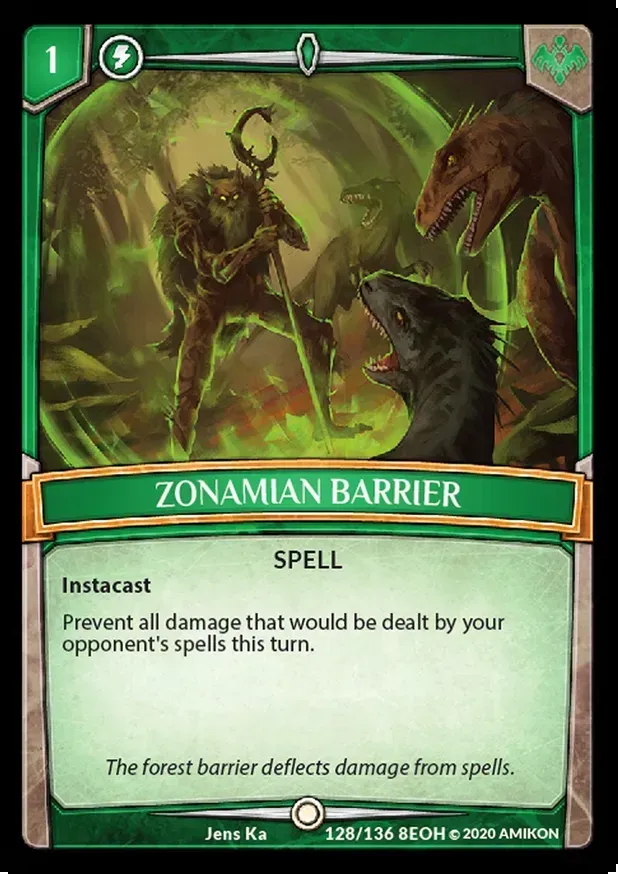 1
ZONAMIAN BARRIER
SPELL
Instacast
Prevent all damage that would be dealt by your
opponent's spells this turn.
The forest barrier deflects damage from spells.
Jens Ka 128/136 8EOH © 2020 AMIKON